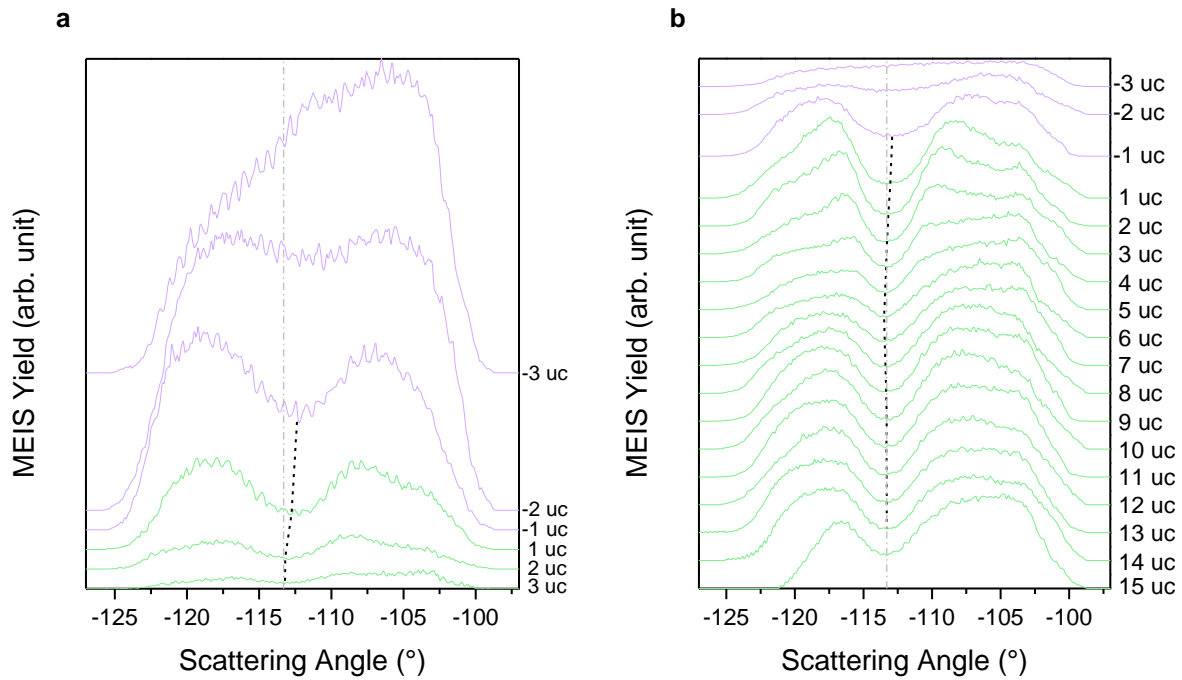 a
MEIS Yield (arb. unit)
-3 uc
-2 uc
-1 uc
1 uc
2 uc
3 uc
-125 -120 -115 -110 -105 -100
Scattering Angle (°)
b
MEIS Yield (arb. unit)
-3 uc
-2 uc
-1 uc
1 uc
2 uc
3 uc
4 uc
5 uc
6 uc
7 uc
8 uc
9 uc
10 uc
11 uc
12 uc
13 uc
14 uc
15 uc
-125 -120 -115 -110 -105 -100
Scattering Angle (°)